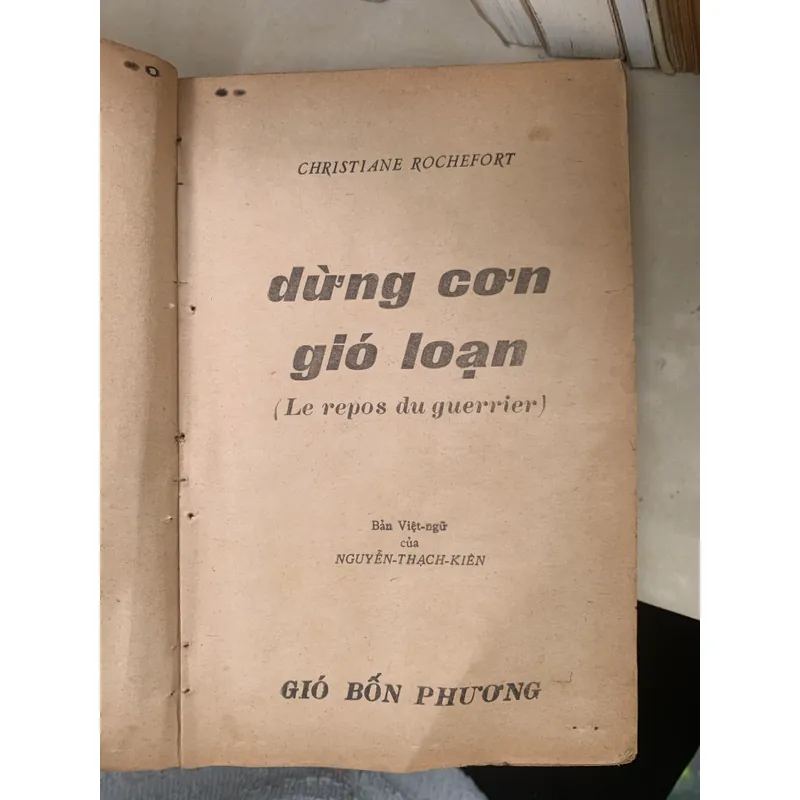 CHRISTIANE ROCHEFORT
dừng cơn
gió loạn
(Le repos du guerrier)
Bản Việt-ngữ
của
NGUYỄN-THẠCH-KIÊN
GIÓ BỐN PHƯƠNG